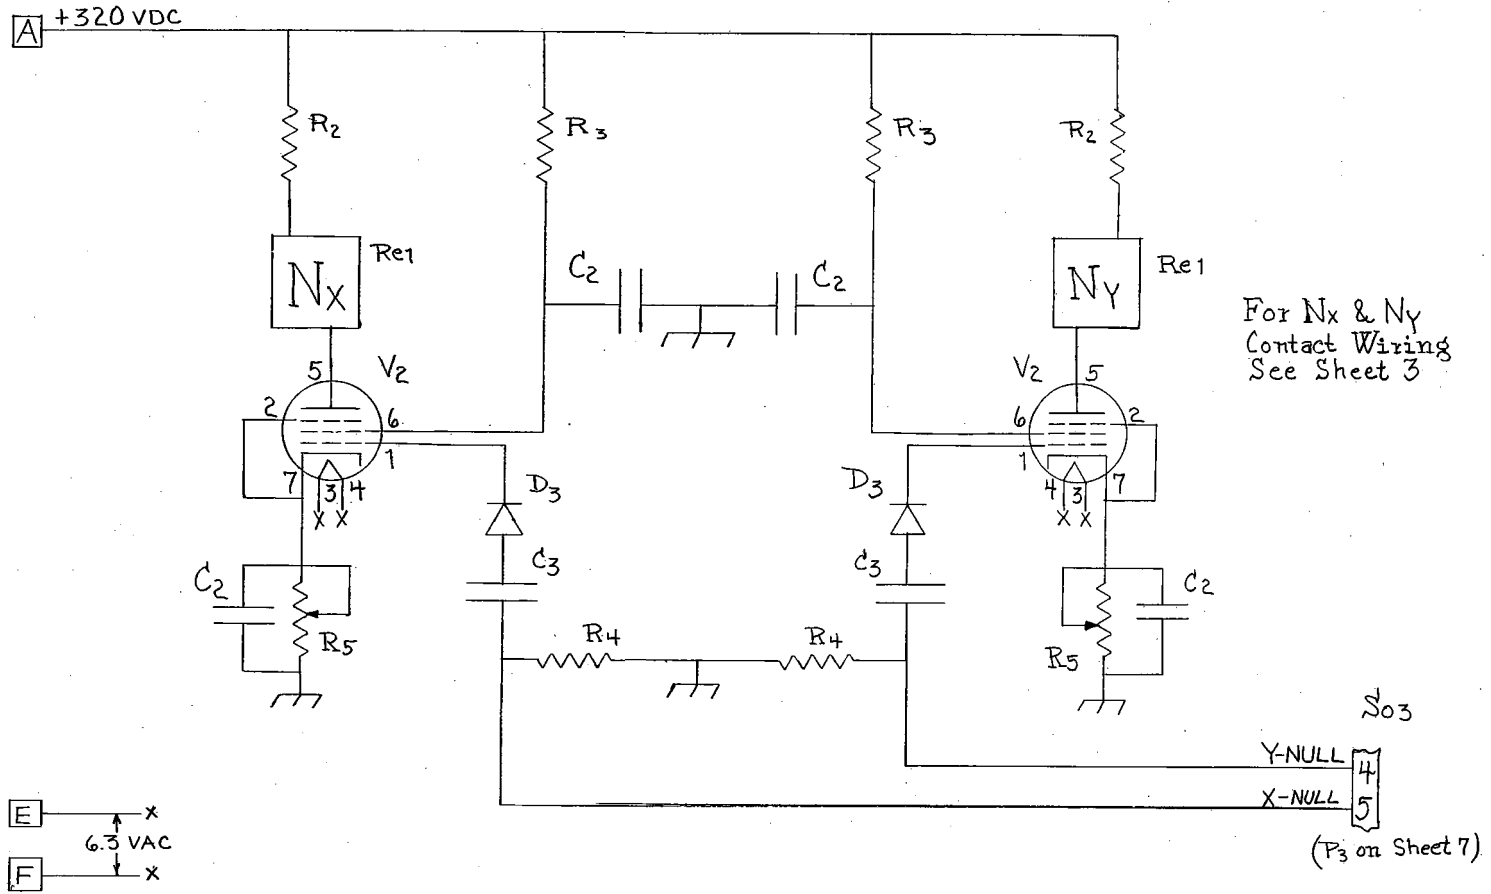 A +320 VDC
R2
R3
R3
R2
NX
Re1
C2
C2
NY
Re1
For Nx & Ny
Contact Wiring
See Sheet 3
5
V2
2
6
1
7
3
4
X X
V2
5
6
2
1
4
3
7
X X
D3
D3
C3
C3
C2
R5
R4
R4
R5
C2
So3
Y-NULL 4
X-NULL 5
(P3 on Sheet 7)
E X
6.3 VAC
F X